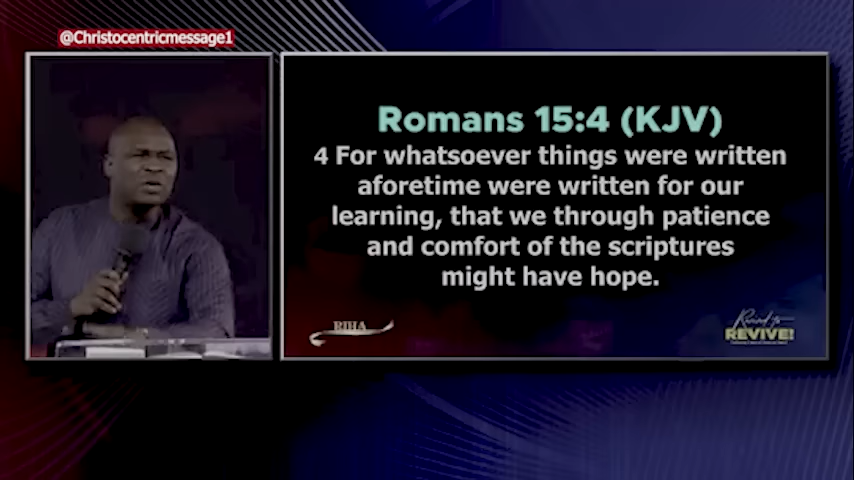 @Christocentricmessage1
Romans 15:4 (KJV)
4 For whatsoever things were written
aforetime were written for our
learning, that we through patience
and comfort of the scriptures
might have hope.
RIHA
REVIVE!